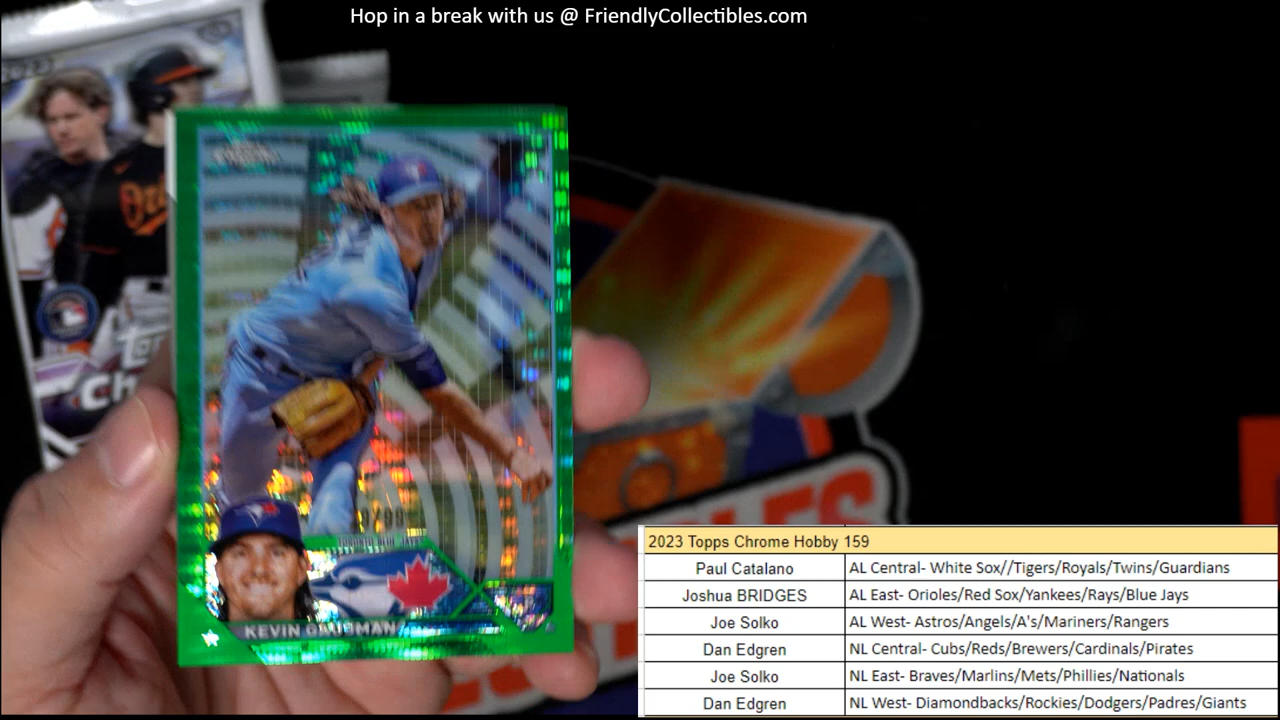 Hop in a break with us @ FriendlyCollectibles.com
TORONTO BLUE JAYS
KEVIN GAUSMAN
2023 Topps Chrome Hobby 159
Paul Catalano AL Central- White Sox//Tigers/Royals/Twins/Guardians
Joshua BRIDGES AL East- Orioles/Red Sox/Yankees/Rays/Blue Jays
Joe Solko AL West- Astros/Angels/A's/Mariners/Rangers
Dan Edgren NL Central- Cubs/Reds/Brewers/Cardinals/Pirates
Joe Solko NL East- Braves/Marlins/Mets/Phillies/Nationals
Dan Edgren NL West- Diamondbacks/Rockies/Dodgers/Padres/Giants